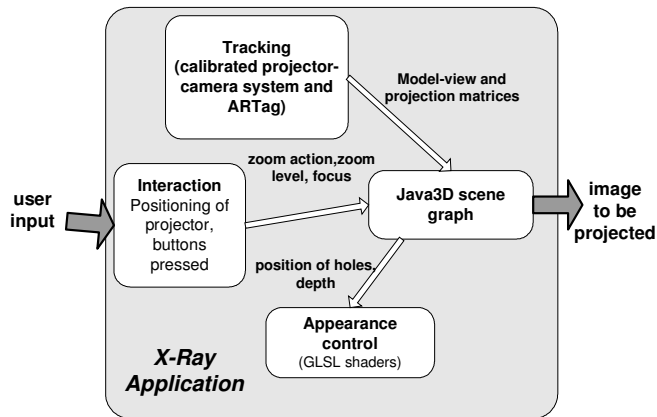 Tracking
(calibrated projector-
camera system and
ARTag)
Model-view and
projection matrices
zoom action,zoom
level, focus
user
input
Interaction
Positioning of
projector,
buttons
pressed
Java3D scene
graph
image
to be
projected
position of holes,
depth
Appearance
control
(GLSL shaders)
X-Ray
Application